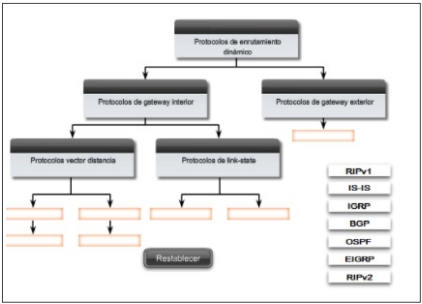 Protocolos de enrutamiento
dinámico
Protocolos de gateway interior
Protocolos de gateway exterior
Protocolos vector distancia
Protocolos de link-state
RIPv1
IS-IS
IGRP
BGP
OSPF
EIGRP
RIPv2
Restablecer